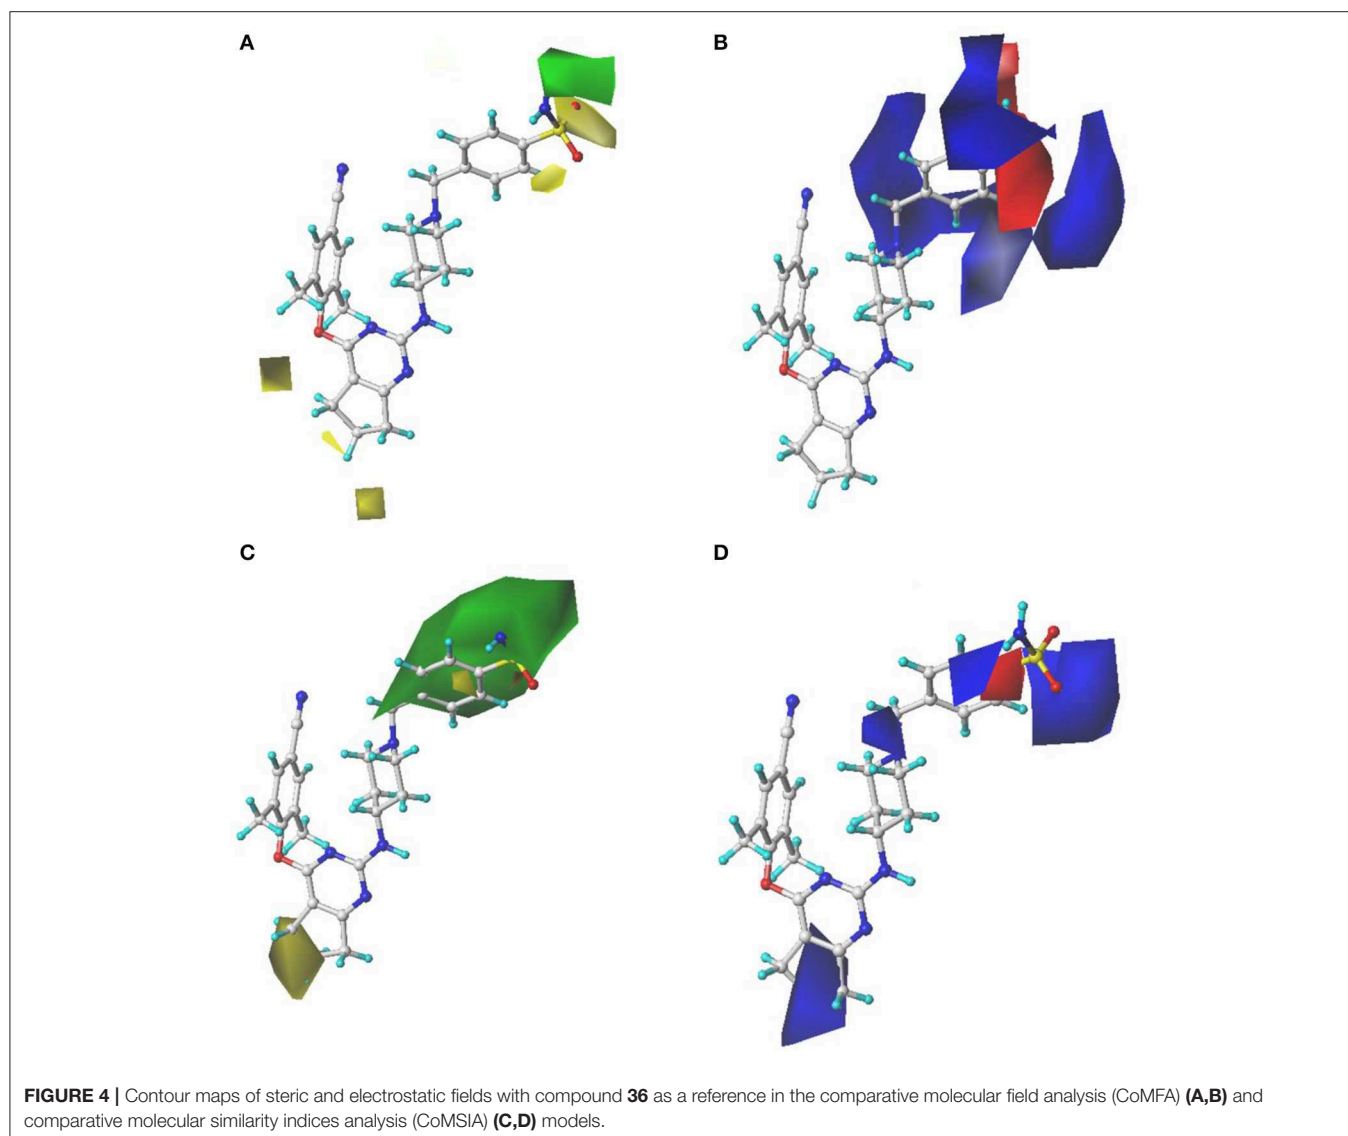 A
B
C
D
FIGURE 4 | Contour maps of steric and electrostatic fields with compound 36 as a reference in the comparative molecular field analysis (CoMFA) (A,B) and
comparative molecular similarity indices analysis (CoMSIA) (C,D) models.